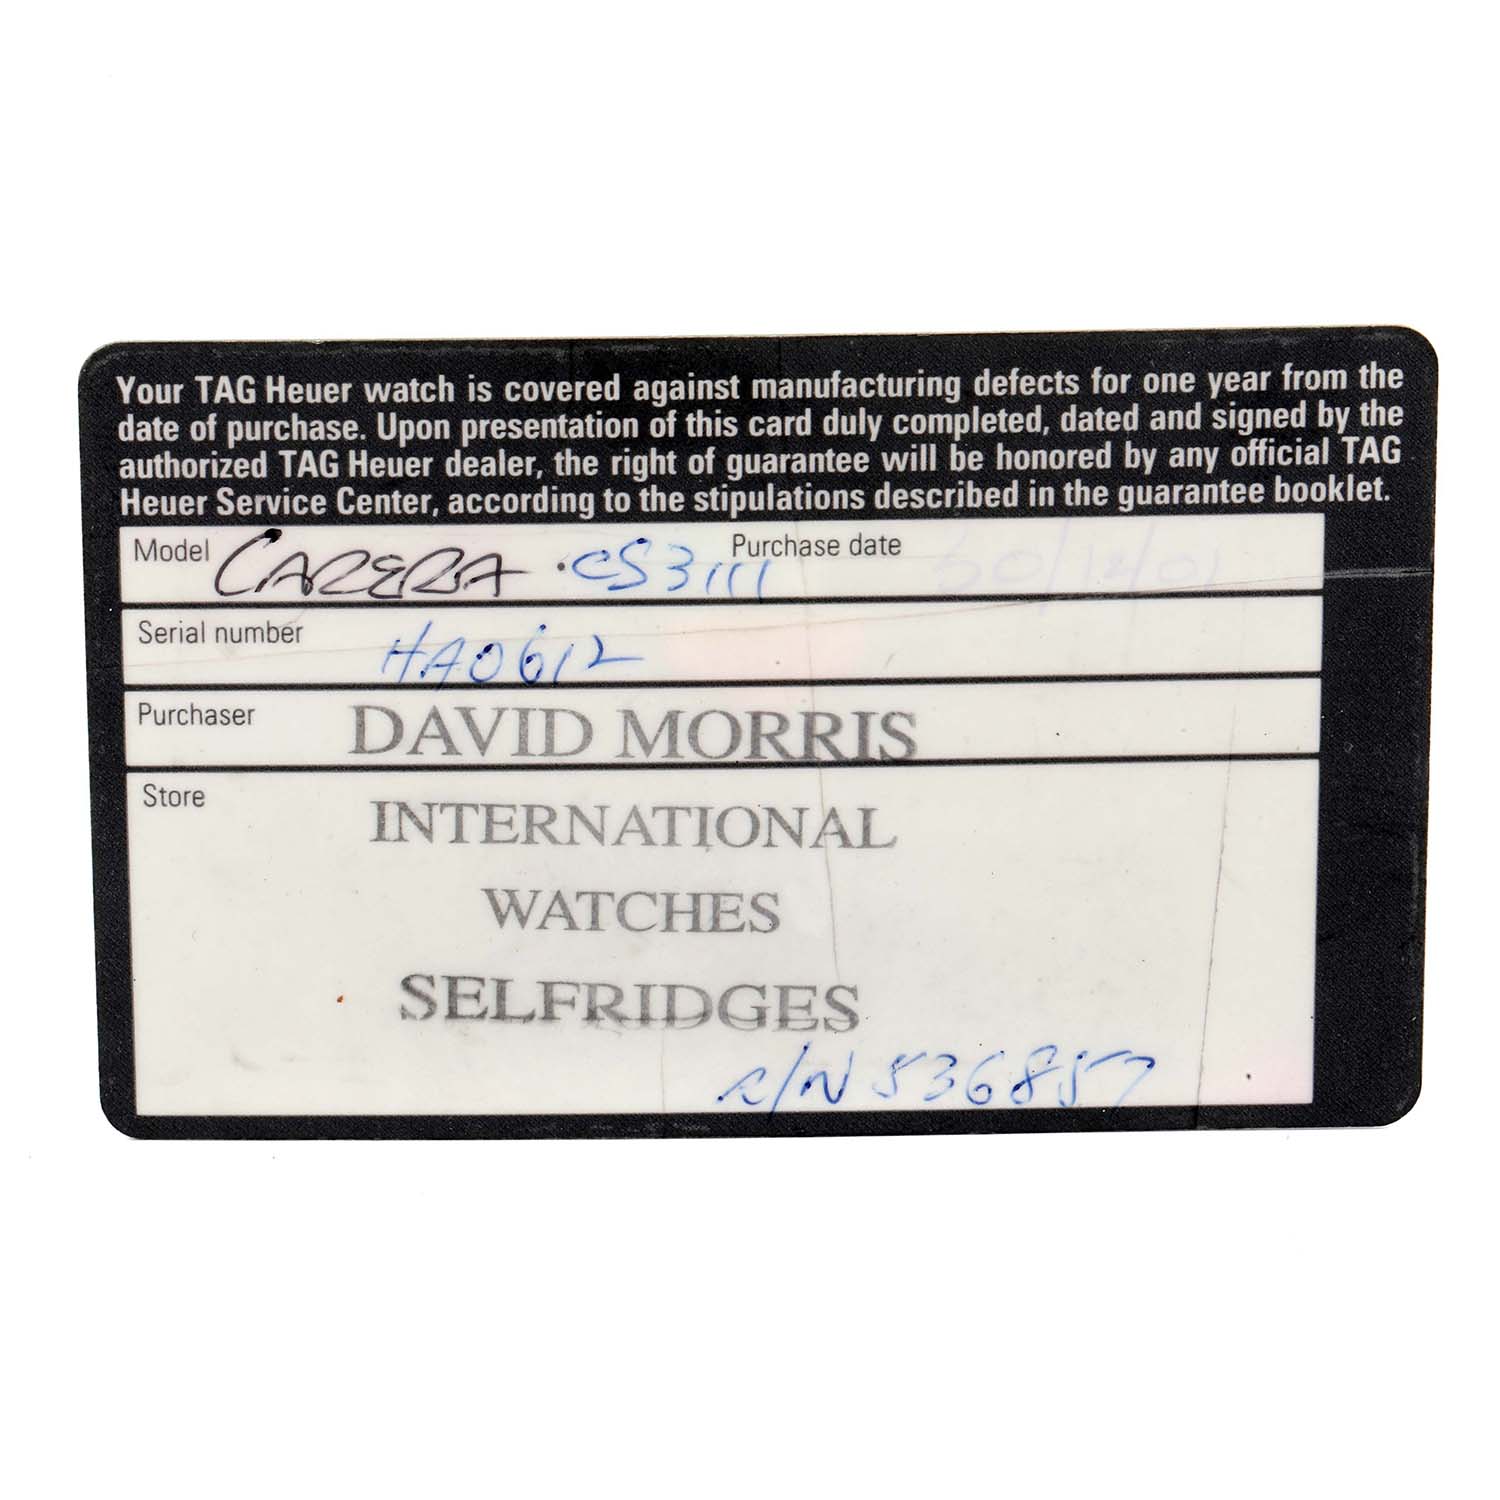 Your TAG Heuer watch is covered against manufacturing defects for one year from the
date of purchase. Upon presentation of this card duly completed, dated and signed by the
authorized TAG Heuer dealer, the right of guarantee will be honored by any official TAG
Heuer Service Center, according to the stipulations described in the guarantee booklet.
Model CARERA . CS3111 Purchase date
Serial number HA0612
Purchaser DAVID MORRIS
Store
INTERNATIONAL
WATCHES
SELFRIDGES
S/N 536857